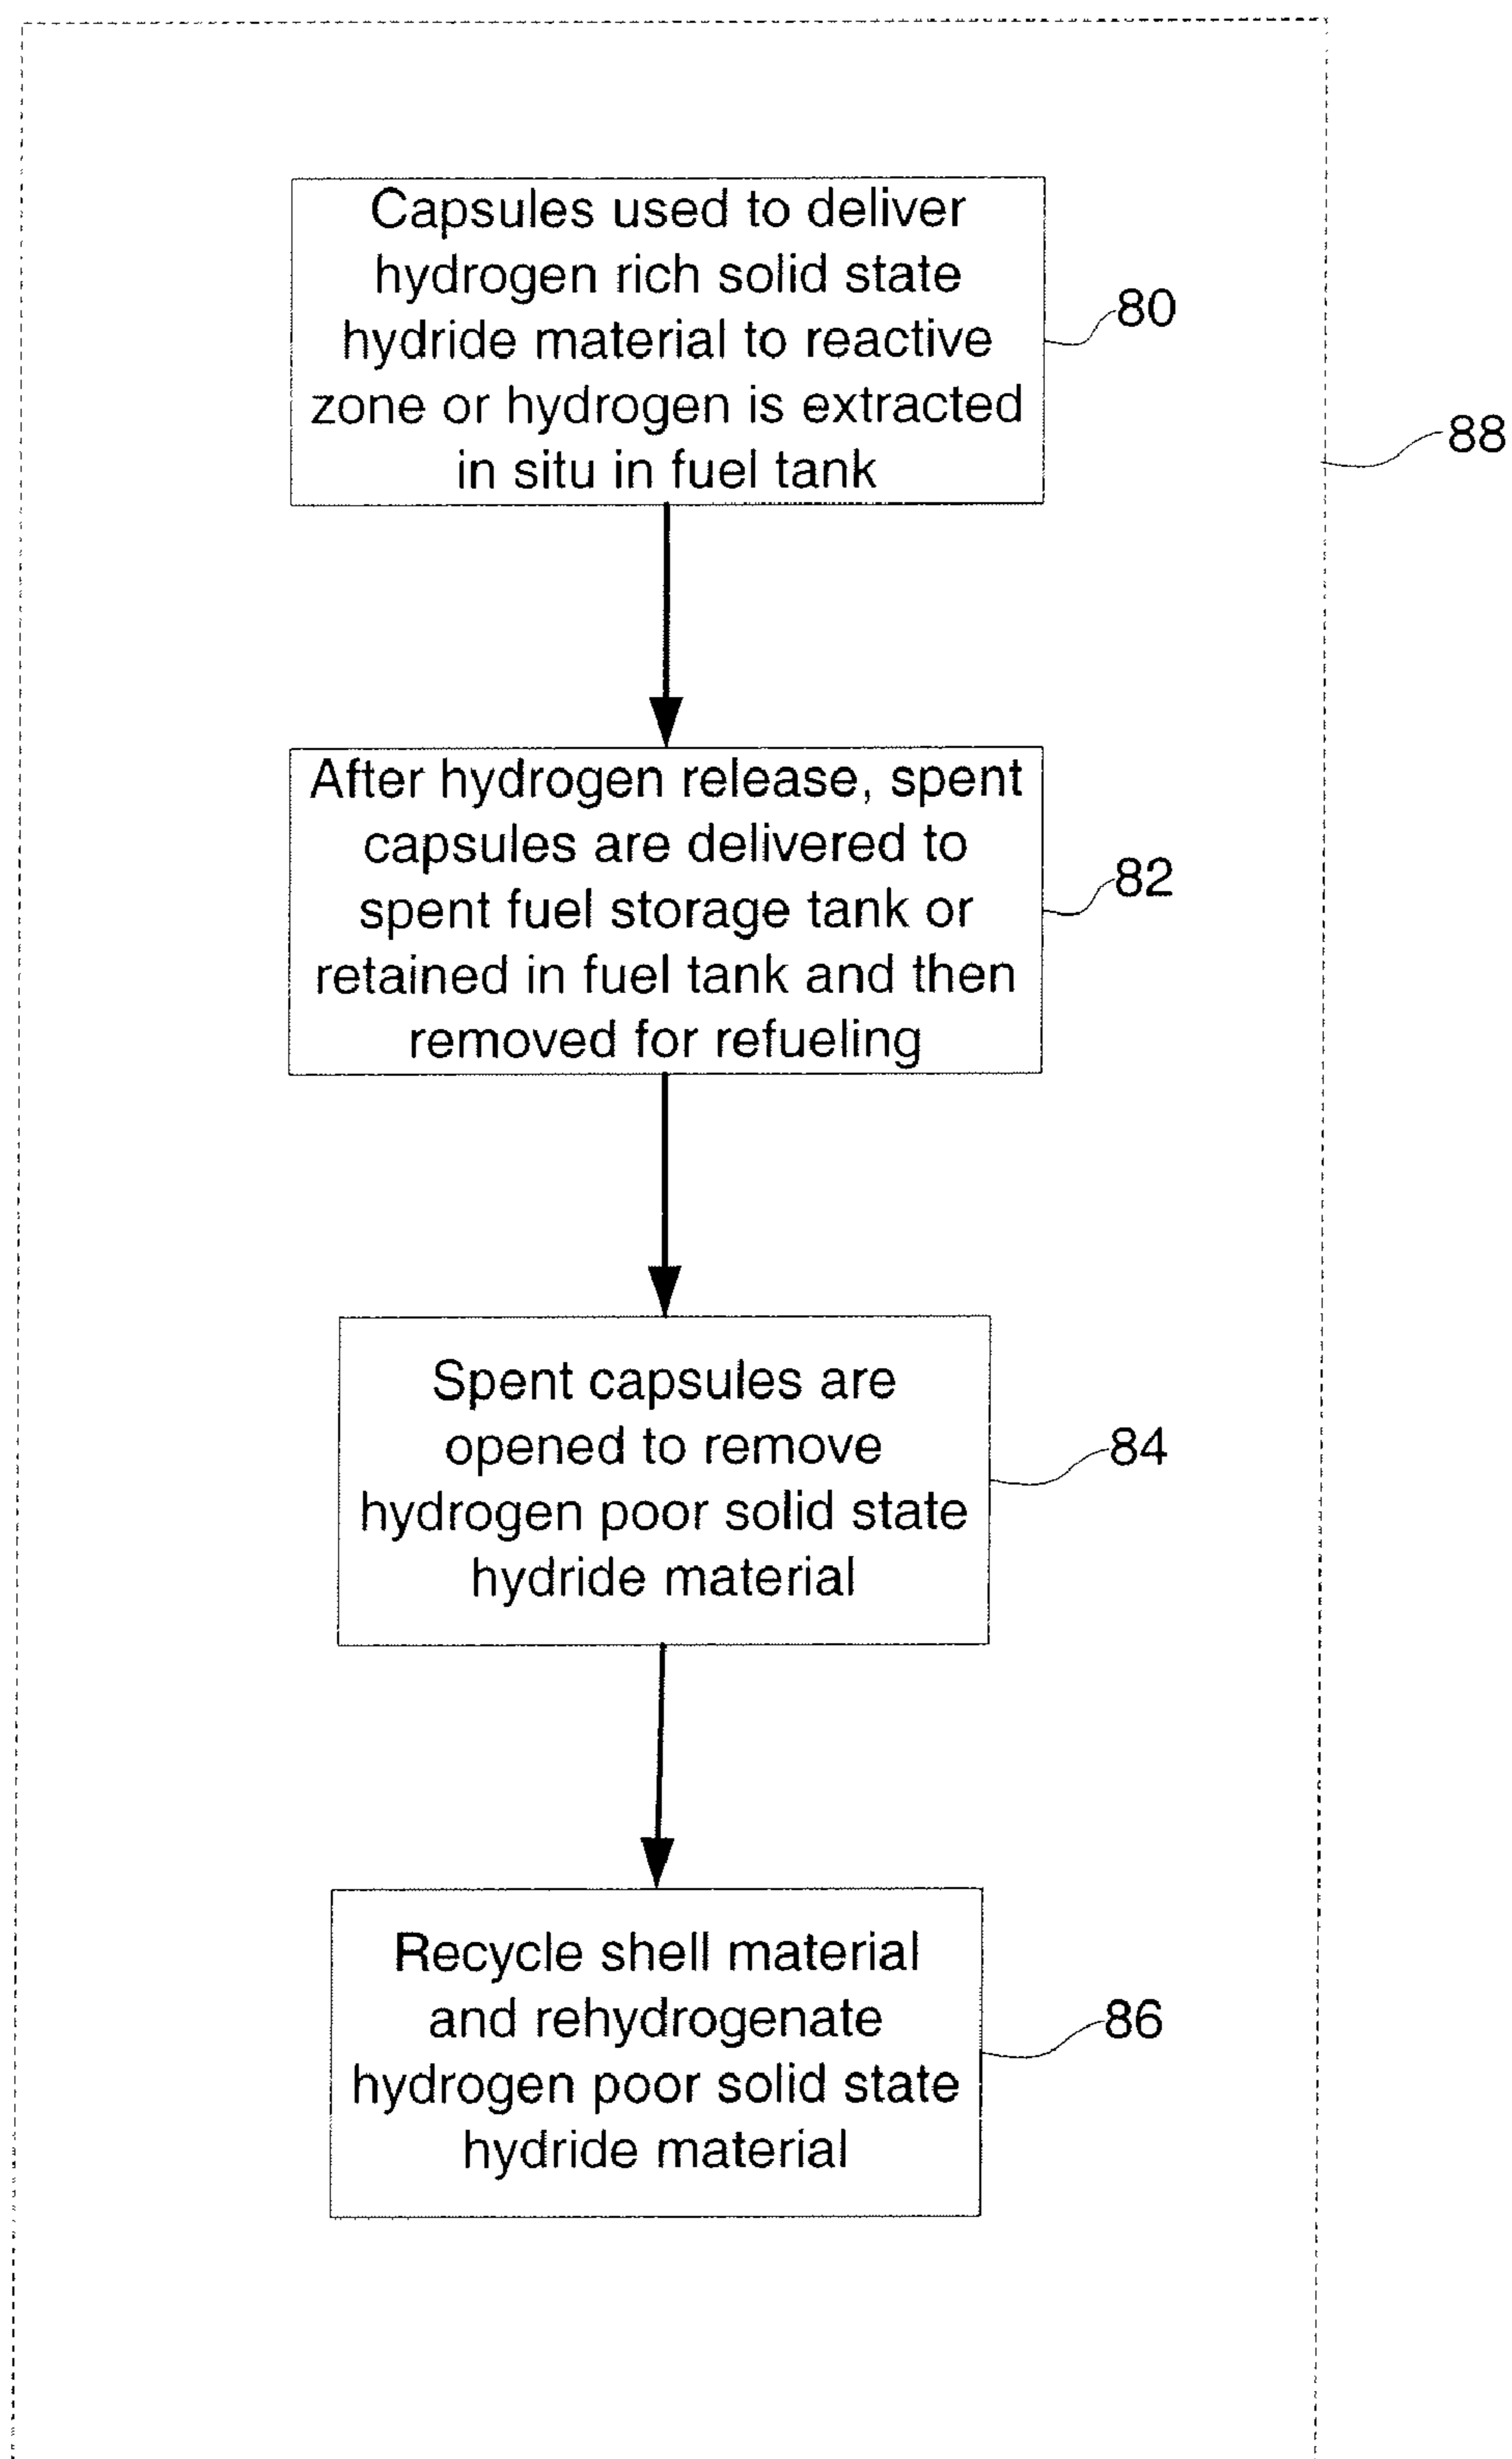 Capsules used to deliver
hydrogen rich solid state
hydride material to reactive
zone or hydrogen is extracted
in situ in fuel tank
80
88
After hydrogen release, spent
capsules are delivered to
spent fuel storage tank or
retained in fuel tank and then
removed for refueling
82
Spent capsules are
opened to remove
hydrogen poor solid state
hydride material
84
Recycle shell material
and rehydrogenate
hydrogen poor solid state
hydride material
86